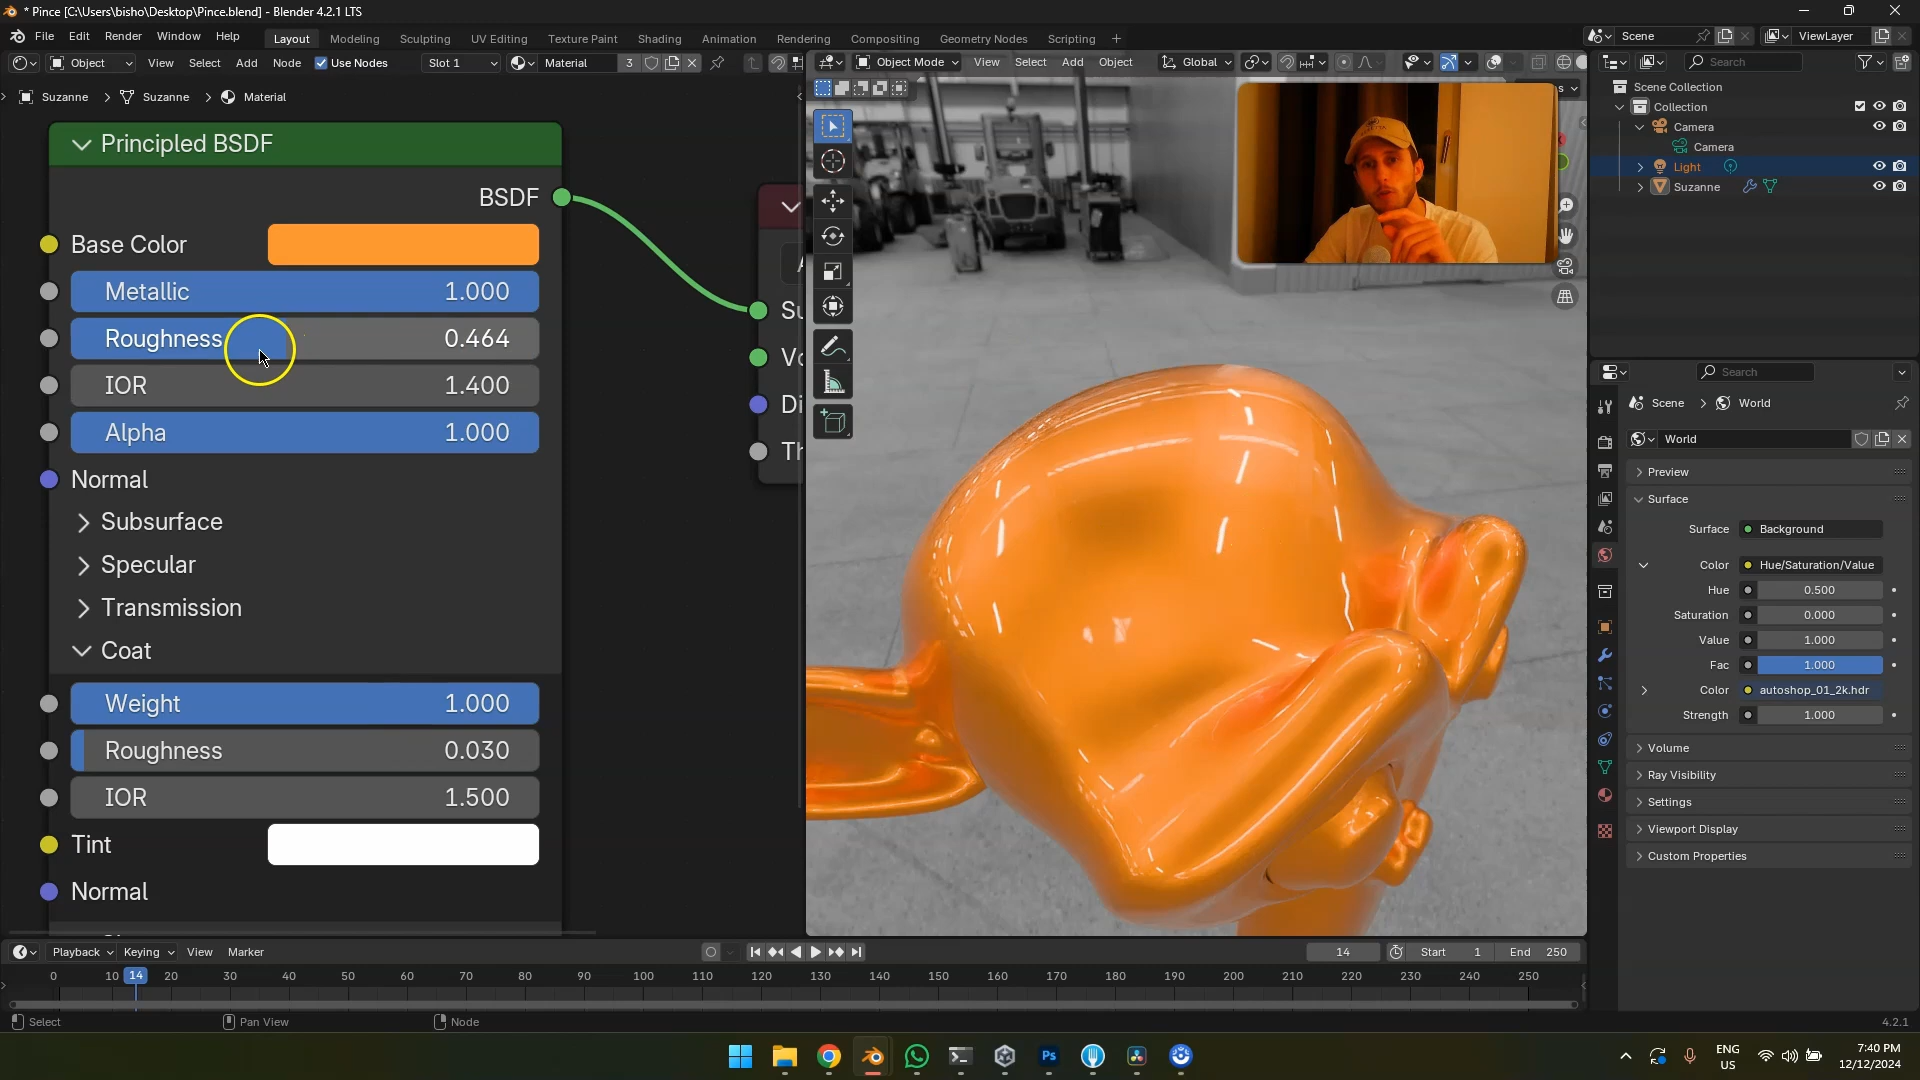 * Pince [C:\Users\bisho\Desktop\Pince.blend] - Blender 4.2.1 LTS
File Edit Render Window Help
Layout Modeling Sculpting UV Editing Texture Paint Shading Animation Rendering Compositing Geometry Nodes Scripting +
Scene ViewLayer
Object View Select Add Node Use Nodes Slot 1 Material 3
Object Mode View Select Add Object Global
Search
Suzanne > Suzanne > Material
Scene Collection
Collection
Camera
Camera
Light
Suzanne
Principled BSDF
BSDF
Base Color
Metallic 1.000
Roughness 0.464
IOR 1.400
Alpha 1.000
Normal
Subsurface
Specular
Transmission
Coat
Weight 1.000
Roughness 0.030
IOR 1.500
Tint
Normal
Su
Vo
Di
Th
Search
Scene > World
World
Preview
Surface
Surface Background
Color Hue/Saturation/Value
Hue 0.500
Saturation 0.000
Value 1.000
Fac 1.000
Color autoshop_01_2k.hdr
Strength 1.000
Volume
Ray Visibility
Settings
Viewport Display
Custom Properties
Playback Keying View Marker
14 Start 1 End 250
0 10 14 20 30 40 50 60 70 80 90 100 110 120 130 140 150 160 170 180 190 200 210 220 230 240 250
Select Pan View Node
4.2.1
Ps
ENG
US
7:40 PM
12/12/2024